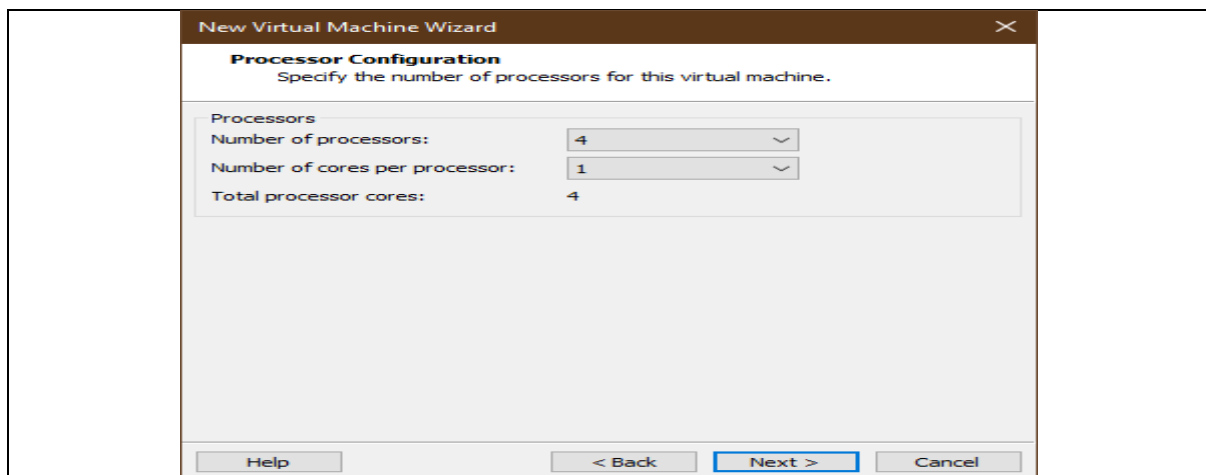 New Virtual Machine Wizard
Processor Configuration
Specify the number of processors for this virtual machine.
Processors
Number of processors: 4
Number of cores per processor: 1
Total processor cores: 4
Help < Back Next > Cancel